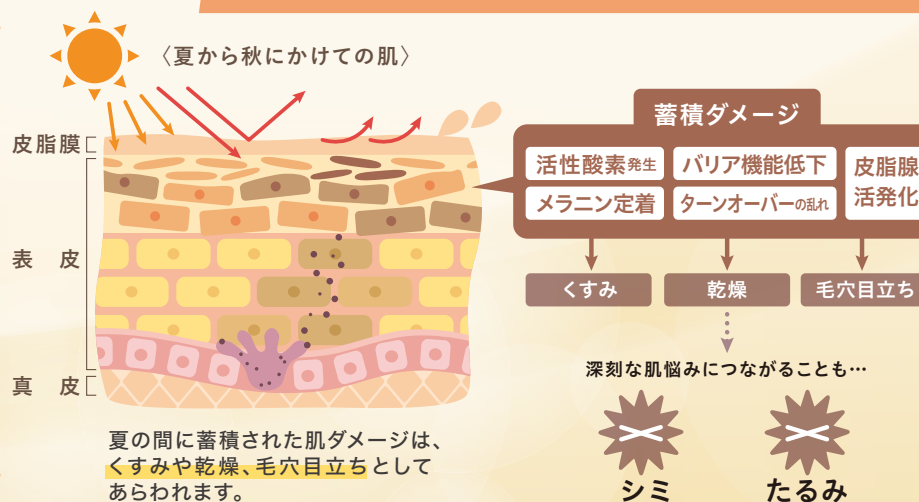 〈夏から秋にかけての肌〉
皮脂膜
表 皮
真 皮
蓄積ダメージ
活性酸素発生
バリア機能低下
皮脂腺
活発化
メラニン定着
ターンオーバーの乱れ
くすみ
乾燥
毛穴目立ち
深刻な肌悩みにつながることも…
シミ
たるみ
夏の間に蓄積された肌ダメージは、
くすみや乾燥、毛穴目立ちとして
あらわれます。